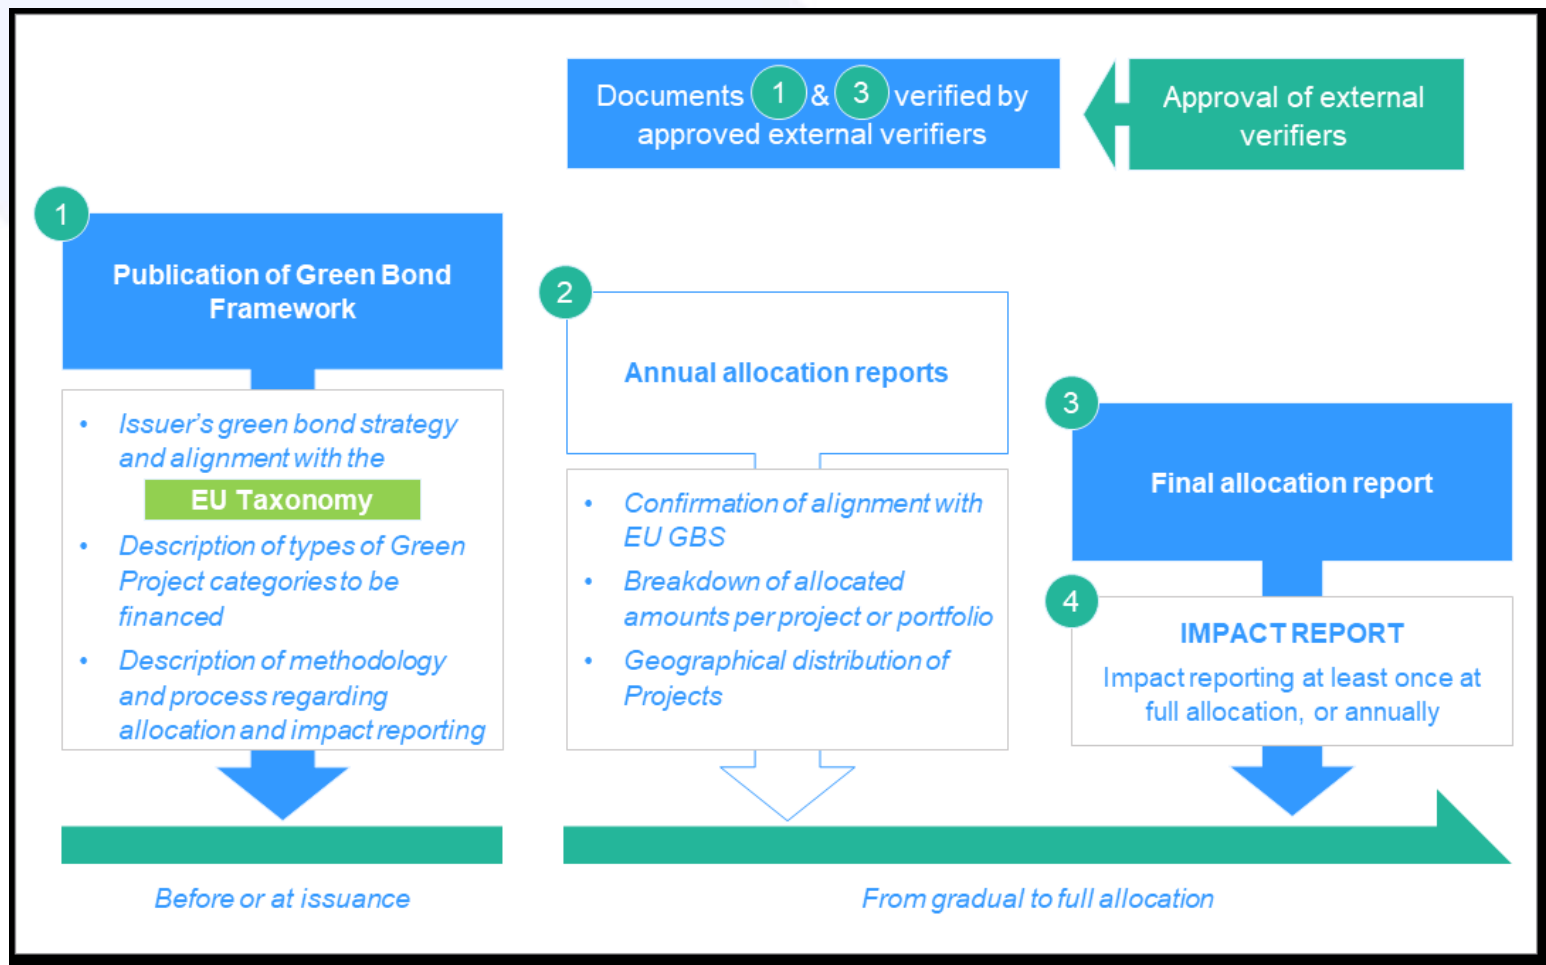 Documents 1 & 3 verified by
approved external verifiers
Approval of external
verifiers
1
Publication of Green Bond
Framework
• Issuer's green bond strategy
and alignment with the
EU Taxonomy
• Description of types of Green
Project categories to be
financed
• Description of methodology
and process regarding
allocation and impact reporting
2
Annual allocation reports
• Confirmation of alignment with
EU GBS
• Breakdown of allocated
amounts per project or portfolio
• Geographical distribution of
Projects
3
Final allocation report
4
IMPACT REPORT
Impact reporting at least once at
full allocation, or annually
Before or at issuance
From gradual to full allocation